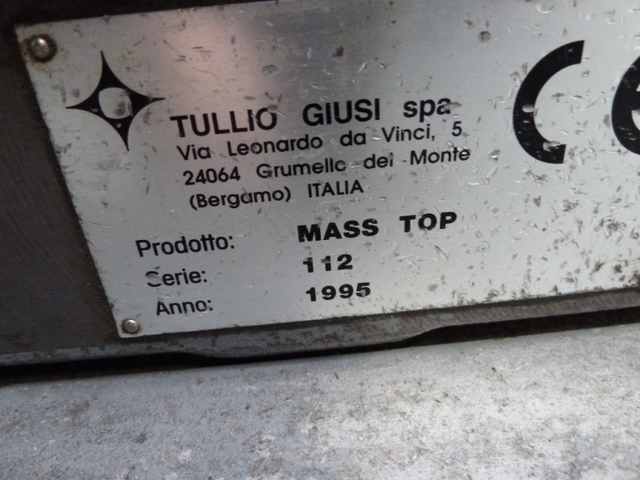 TULLIO GIUSI spa
Via Leonardo da Vinci, 5
24064 Grumello del Monte
(Bergamo) ITALIA
CE
Prodotto: MASS TOP
Serie: 112
Anno: 1995